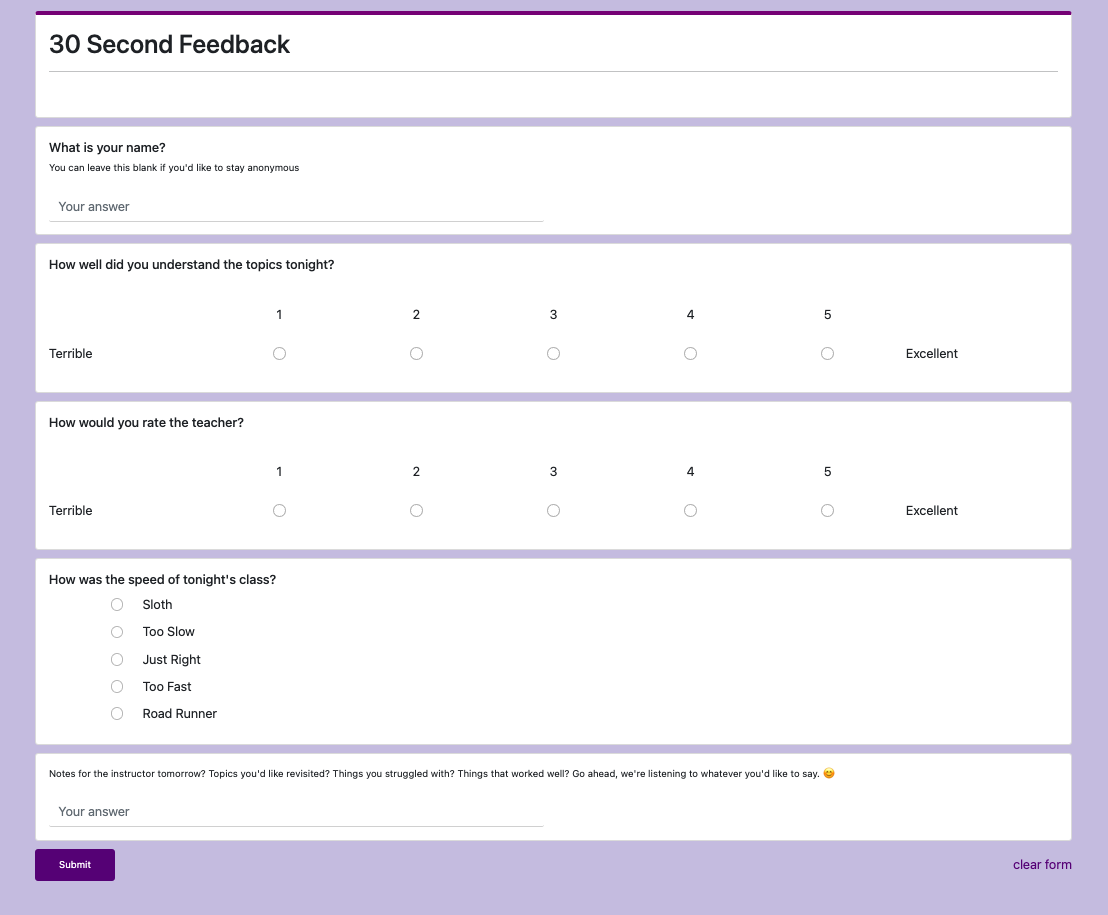 30 Second Feedback
What is your name?
You can leave this blank if you'd like to stay anonymous
Your answer
How well did you understand the topics tonight?
1 2 3 4 5
Terrible Excellent
How would you rate the teacher?
1 2 3 4 5
Terrible Excellent
How was the speed of tonight's class?
Sloth
Too Slow
Just Right
Too Fast
Road Runner
Notes for the instructor tomorrow? Topics you'd like revisited? Things you struggled with? Things that worked well? Go ahead, we're listening to whatever you'd like to say. 😊
Your answer
Submit clear form